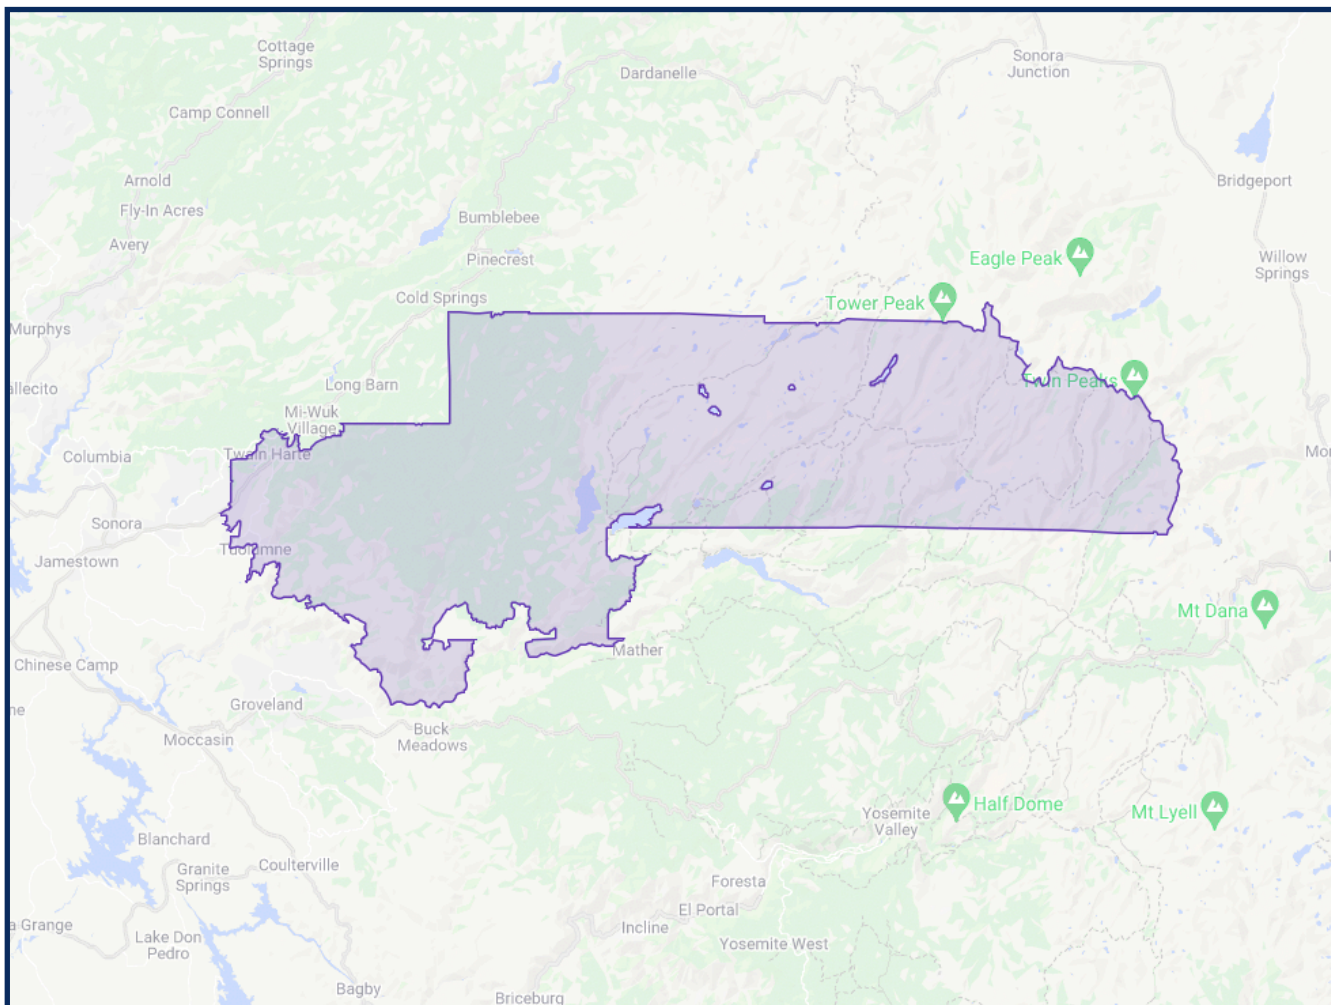 Cottage
Springs
Sonora
Junction
Dardanelle
Camp Connell
Arnold
Bridgeport
Fly-In Acres
Bumblebee
Avery
Pinecrest
Eagle Peak
Willow
Springs
Cold Springs
Tower Peak
Murphys
Long Barn
Twin Peaks
allecito
Mi-Wuk
Village
Columbia
Twain Harte
Mor
Sonora
Tuolumne
Jamestown
Mt Dana
Mather
Chinese Camp
Groveland
ne
Buck
Meadows
Moccasin
Half Dome
Yosemite
Valley
Mt Lyell
Blanchard
Granite
Springs
Coulterville
Foresta
El Portal
a Grange
Incline
Lake Don
Pedro
Yosemite West
Bagby
Briceburg